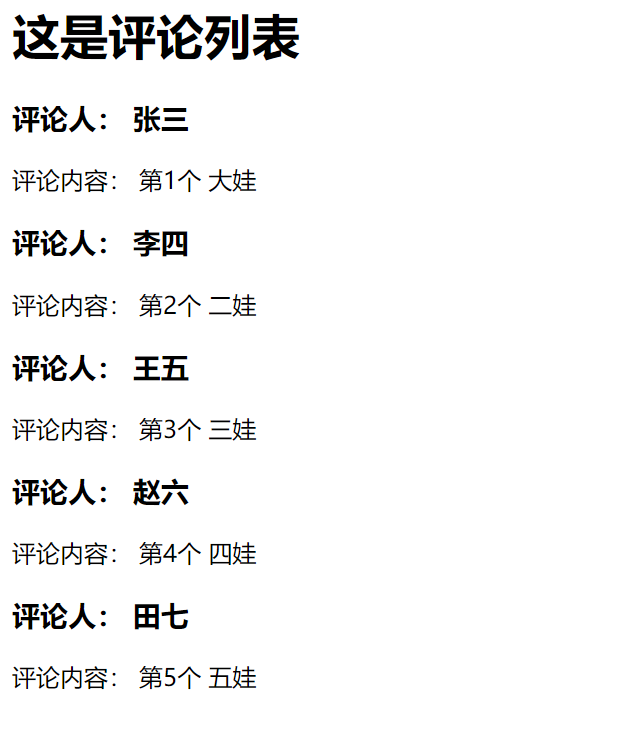 这是评论列表
评论人： 张三
评论内容： 第1个 大娃
评论人： 李四
评论内容： 第2个 二娃
评论人： 王五
评论内容： 第3个 三娃
评论人： 赵六
评论内容： 第4个 四娃
评论人： 田七
评论内容： 第5个 五娃